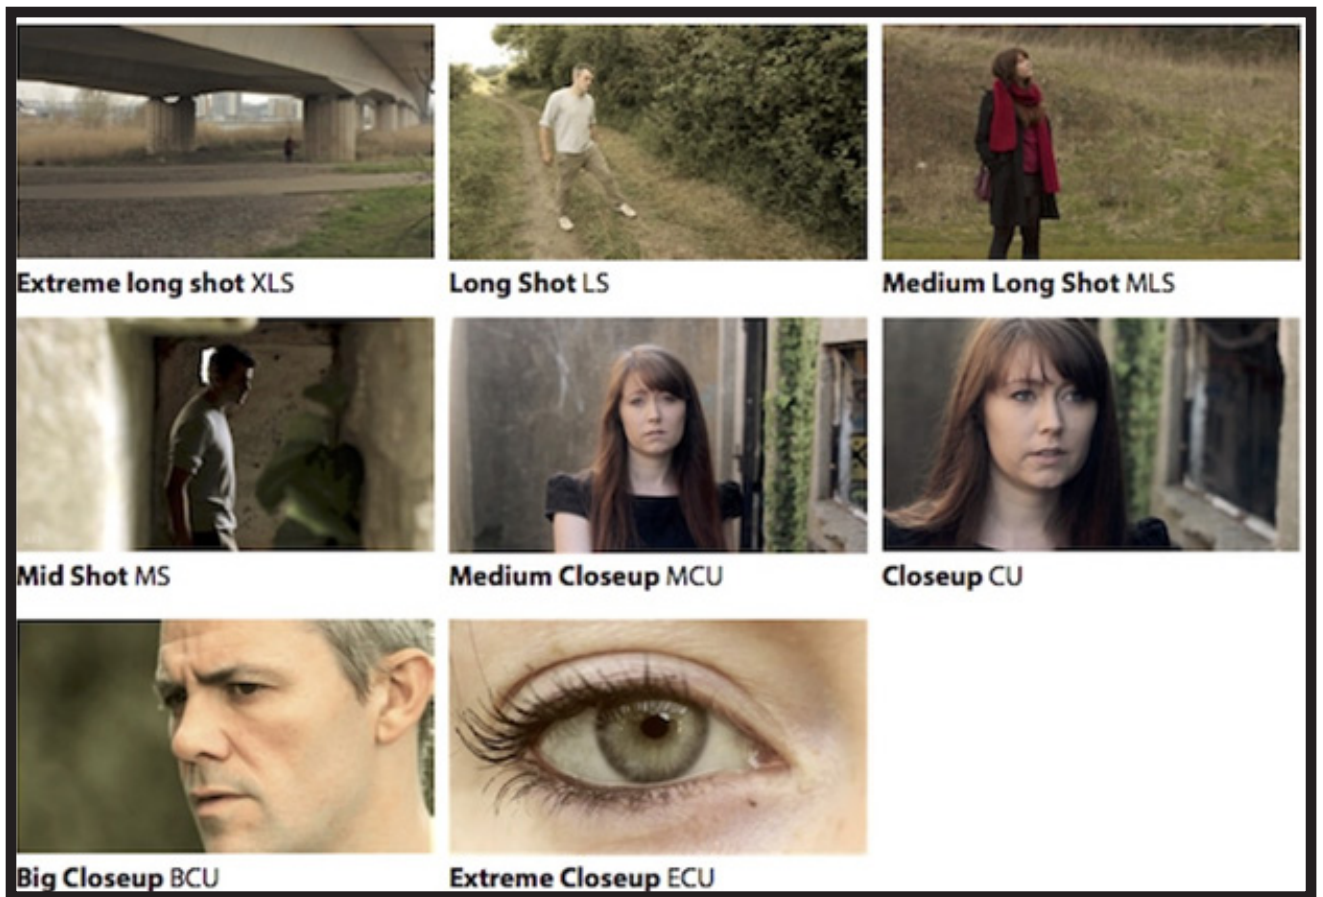 Extreme long shot XLS
Long Shot LS
Medium Long Shot MLS
Mid Shot MS
Medium Closeup MCU
Closeup CU
Big Closeup BCU
Extreme Closeup ECU